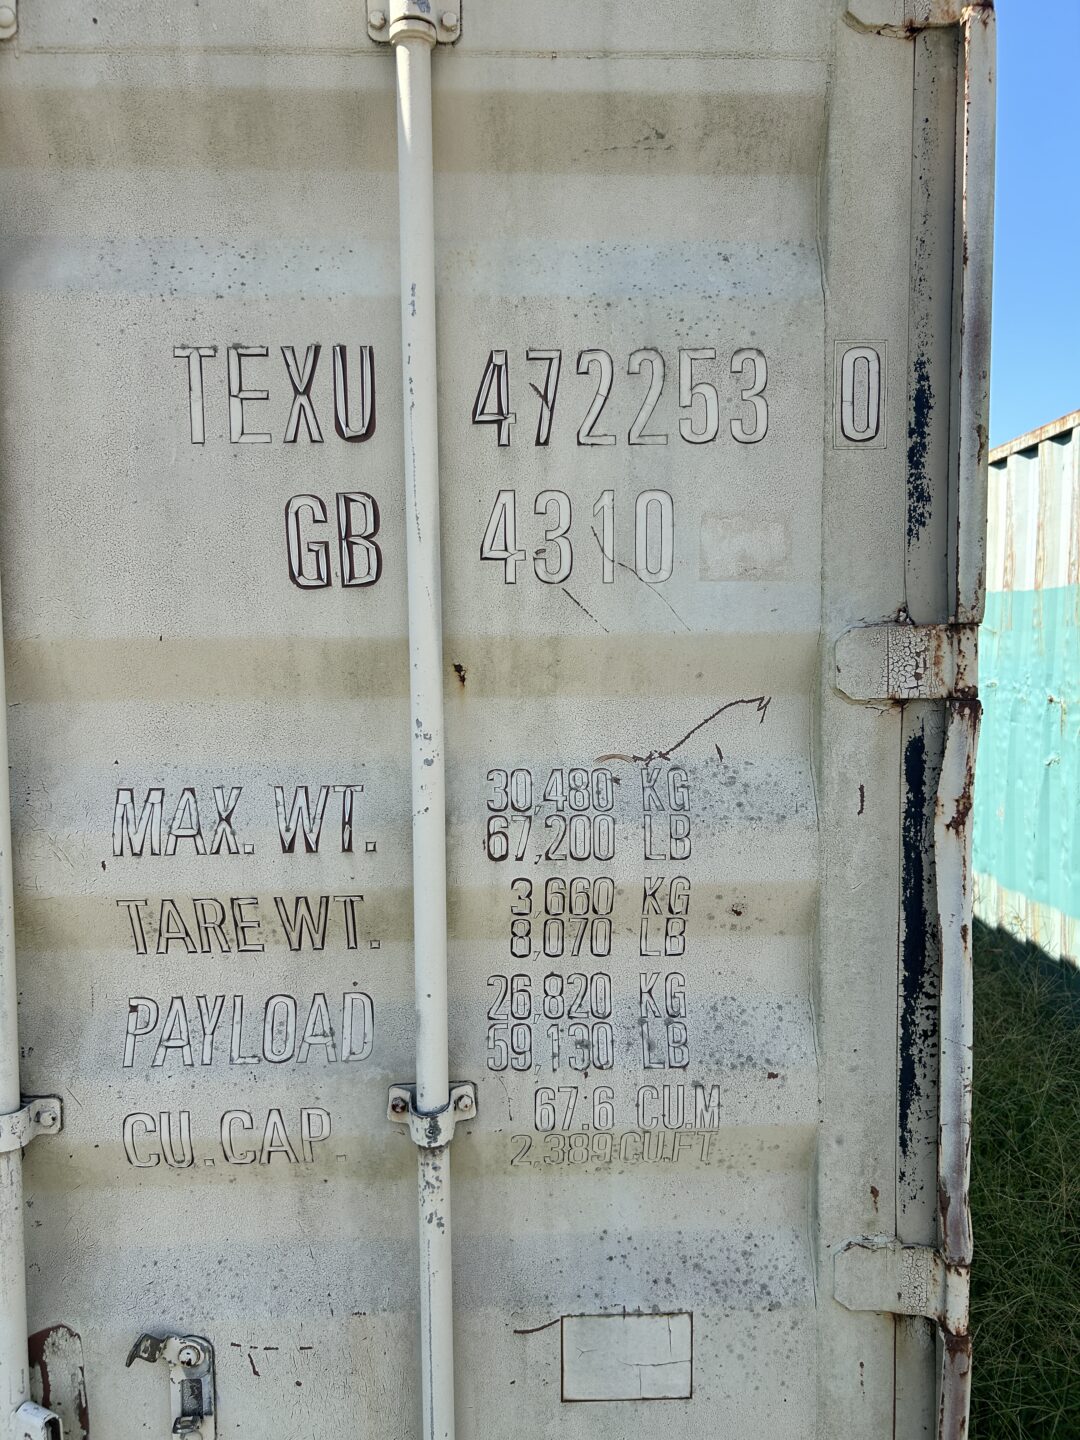 TEXU 472253 0
GB 4310
MAX. WT. 30,480 KG
67,200 LB
TARE WT. 3,660 KG
8,070 LB
PAYLOAD 26,820 KG
59,130 LB
CU.CAP. 67.6 CU.M
2,389 CU.FT